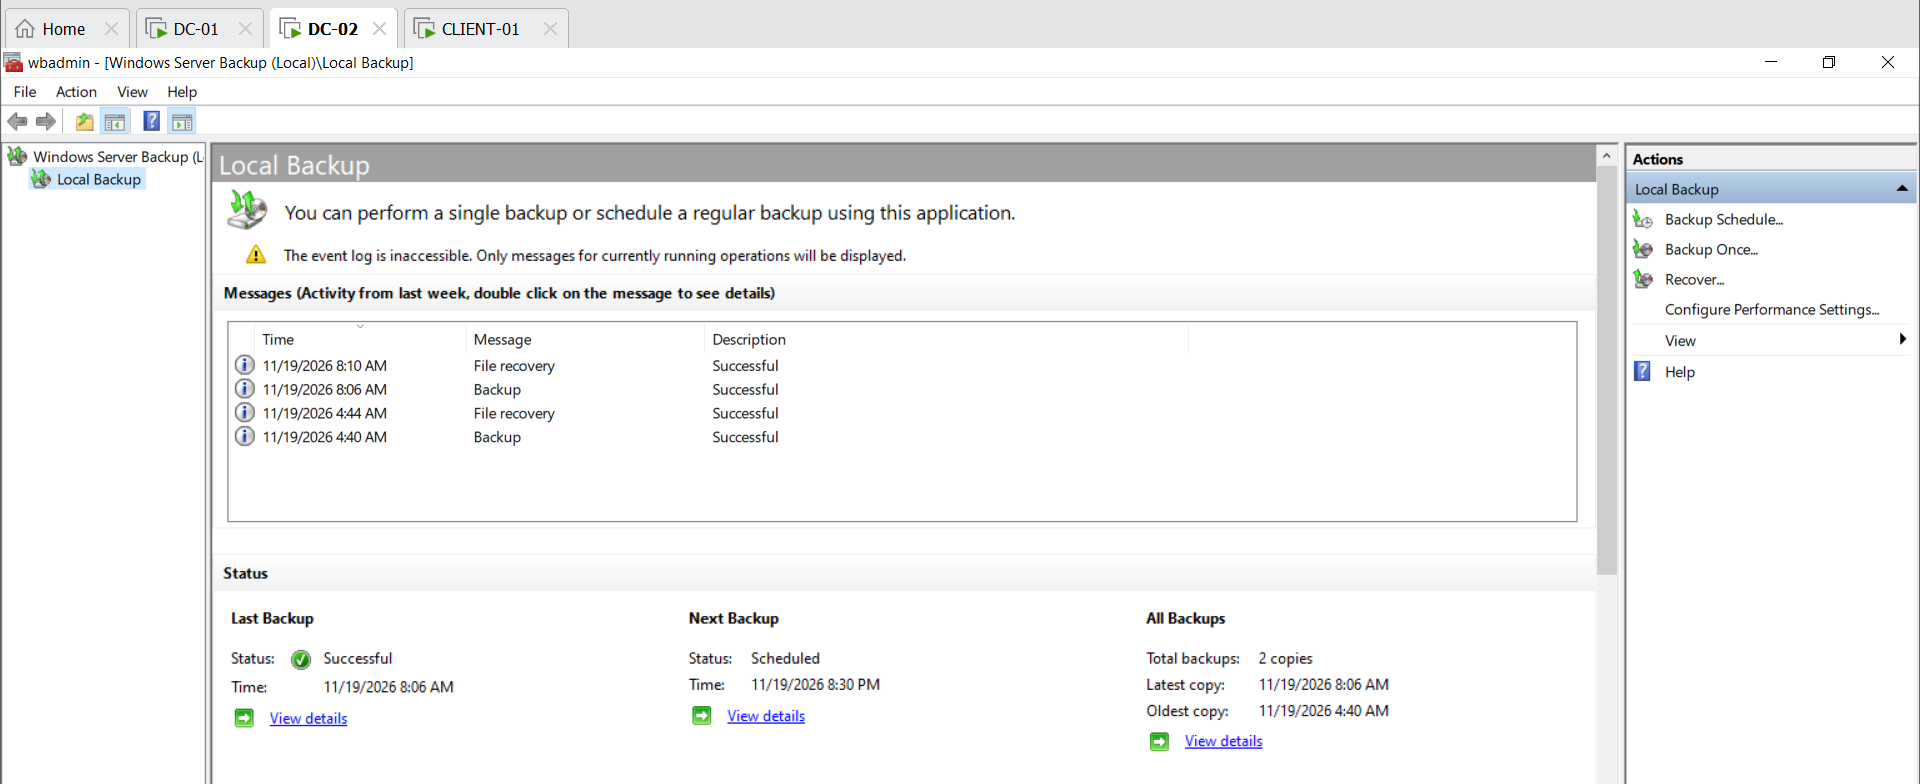 Home
DC-01
DC-02
CLIENT-01
wbadmin - [Windows Server Backup (Local)\Local Backup]
File Action View Help
Windows Server Backup (L
Local Backup
Local Backup
You can perform a single backup or schedule a regular backup using this application.
The event log is inaccessible. Only messages for currently running operations will be displayed.
Messages (Activity from last week, double click on the message to see details)
Time Message Description
11/19/2026 8:10 AM File recovery Successful
11/19/2026 8:06 AM Backup Successful
11/19/2026 4:44 AM File recovery Successful
11/19/2026 4:40 AM Backup Successful
Status
Last Backup
Status: Successful
Time: 11/19/2026 8:06 AM
View details
Next Backup
Status: Scheduled
Time: 11/19/2026 8:30 PM
View details
All Backups
Total backups: 2 copies
Latest copy: 11/19/2026 8:06 AM
Oldest copy: 11/19/2026 4:40 AM
View details
Actions
Local Backup
Backup Schedule...
Backup Once...
Recover...
Configure Performance Settings...
View
Help